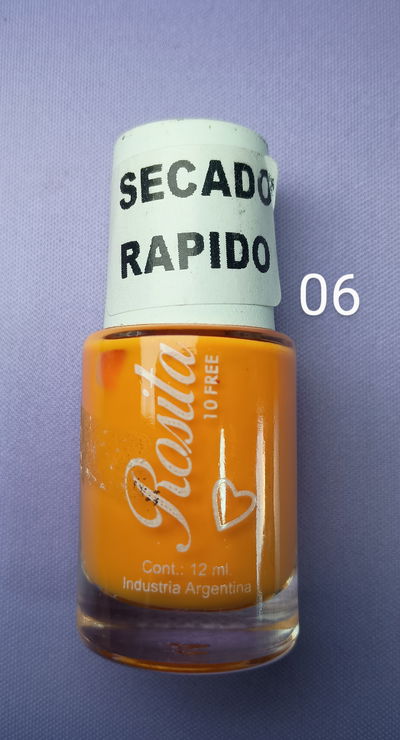 SECADO
RAPIDO
06
Rosita
10 FREE
Cont.: 12 ml
Industria Argentina